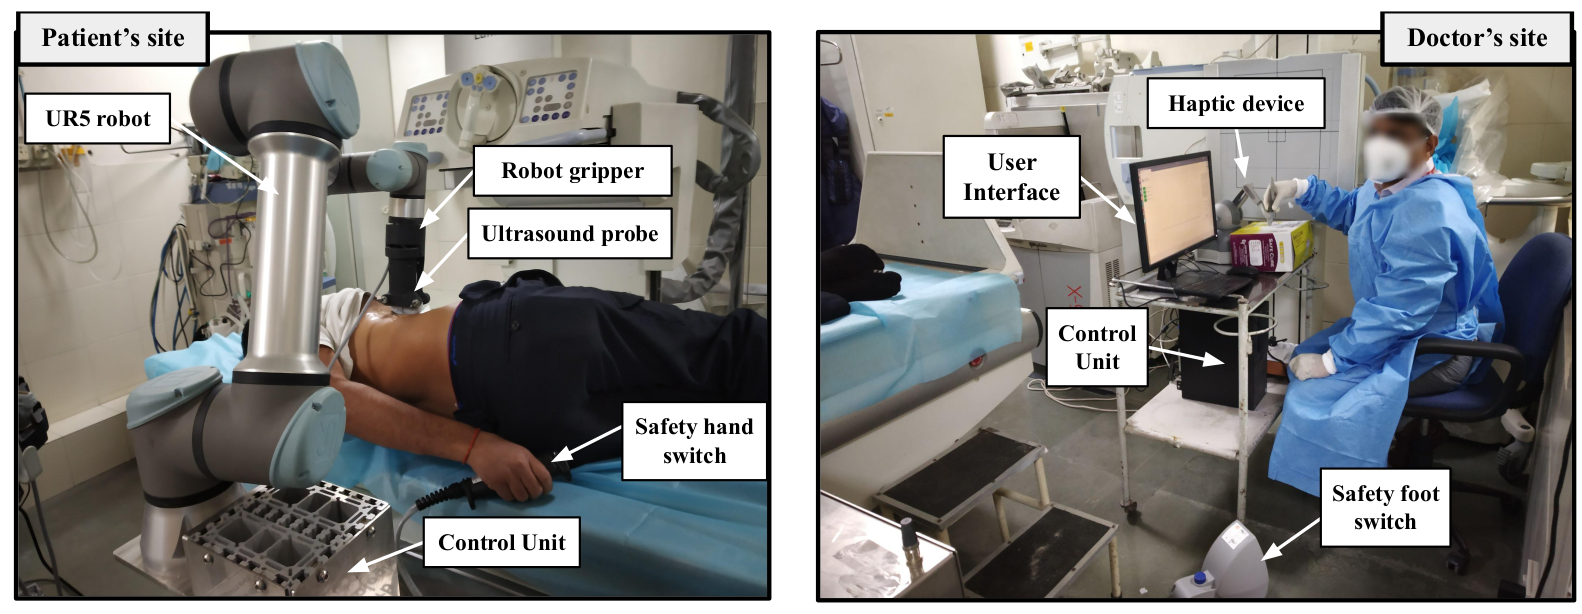 Patient's site
UR5 robot
Robot gripper
Ultrasound probe
Safety hand
switch
Control Unit
Doctor's site
Haptic device
User
Interface
Control
Unit
Safety foot
switch